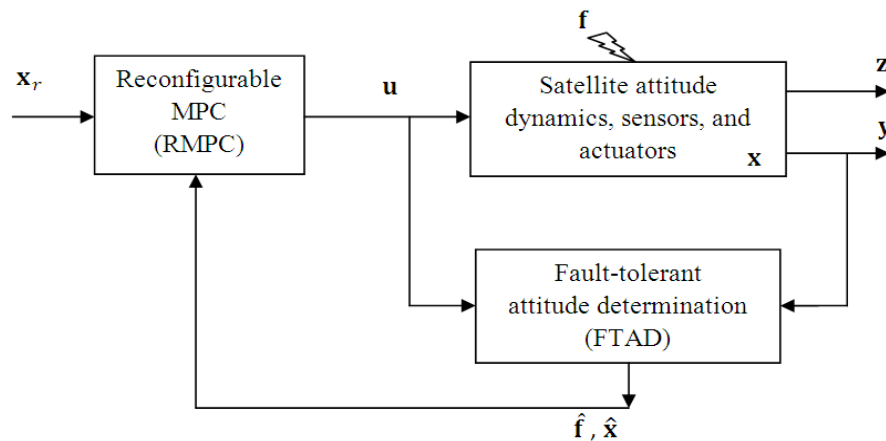 f
x_r
Reconfigurable
MPC
(RMPC)
u
Satellite attitude
dynamics, sensors, and
actuators
x
z
y
Fault-tolerant
attitude determination
(FTAD)
f̂ , x̂